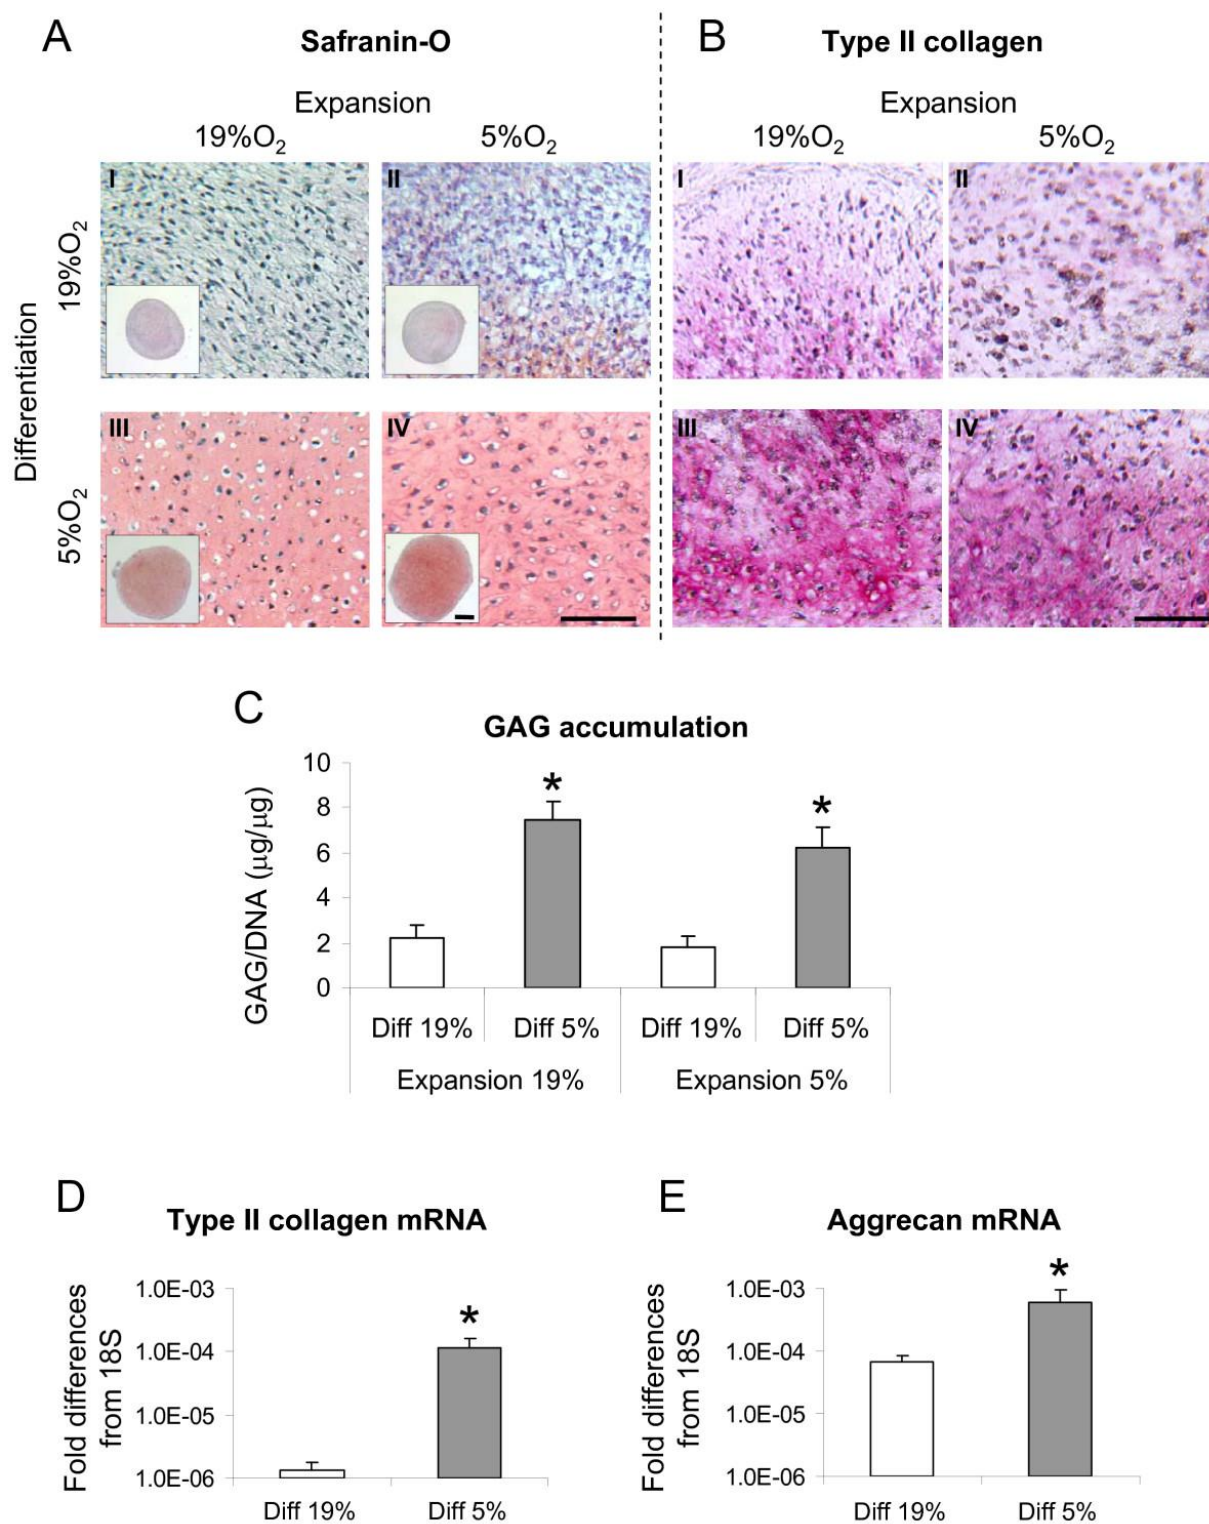 A
Safranin-O
Expansion
19%O₂
5%O₂
Differentiation
19%O₂
5%O₂
I
II
III
IV
B
Type II collagen
Expansion
19%O₂
5%O₂
I
II
III
IV
C
GAG accumulation
GAG/DNA (µg/µg)
10
8
6
4
2
0
*
*
Diff 19%
Diff 5%
Diff 19%
Diff 5%
Expansion 19%
Expansion 5%
D
Type II collagen mRNA
Fold differences
from 18S
1.0E-03
1.0E-04
1.0E-05
1.0E-06
*
Diff 19%
Diff 5%
E
Aggrecan mRNA
Fold differences
from 18S
1.0E-03
1.0E-04
1.0E-05
1.0E-06
*
Diff 19%
Diff 5%